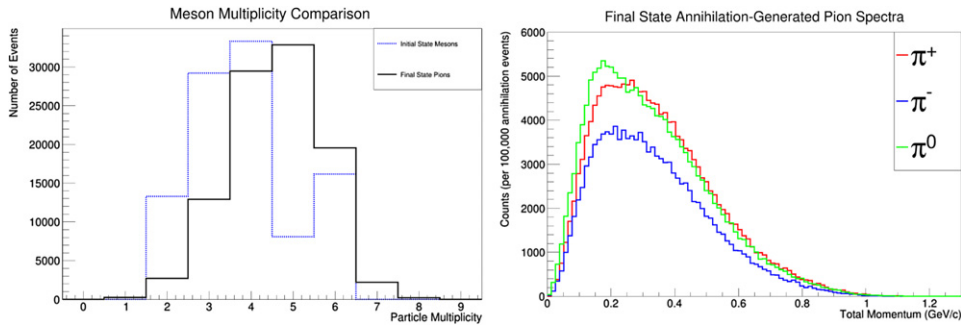 Meson Multiplicity Comparison
Number of Events
30000
25000
20000
15000
10000
5000
0
0 1 2 3 4 5 6 7 8 9
Particle Multiplicity
Initial State Mesons
Final State Pions
Final State Annihilation-Generated Pion Spectra
Counts (per 100,000 annihilation events)
6000
5000
4000
3000
2000
1000
0
0 0.2 0.4 0.6 0.8 1 1.2
Total Momentum (GeV/c)
π⁺
π⁻
π⁰